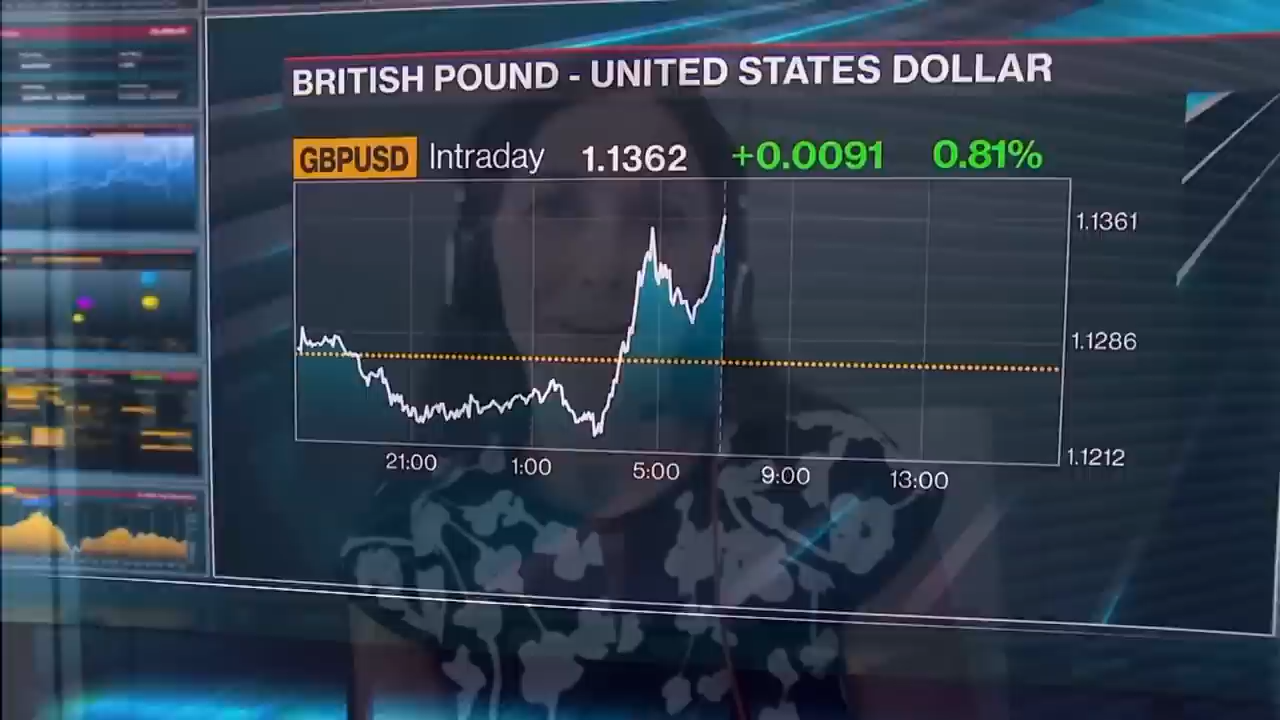 BRITISH POUND - UNITED STATES DOLLAR
GBPUSD Intraday 1.1362 +0.0091 0.81%
1.1361
1.1286
1.1212
21:00 1:00 5:00 9:00 13:00